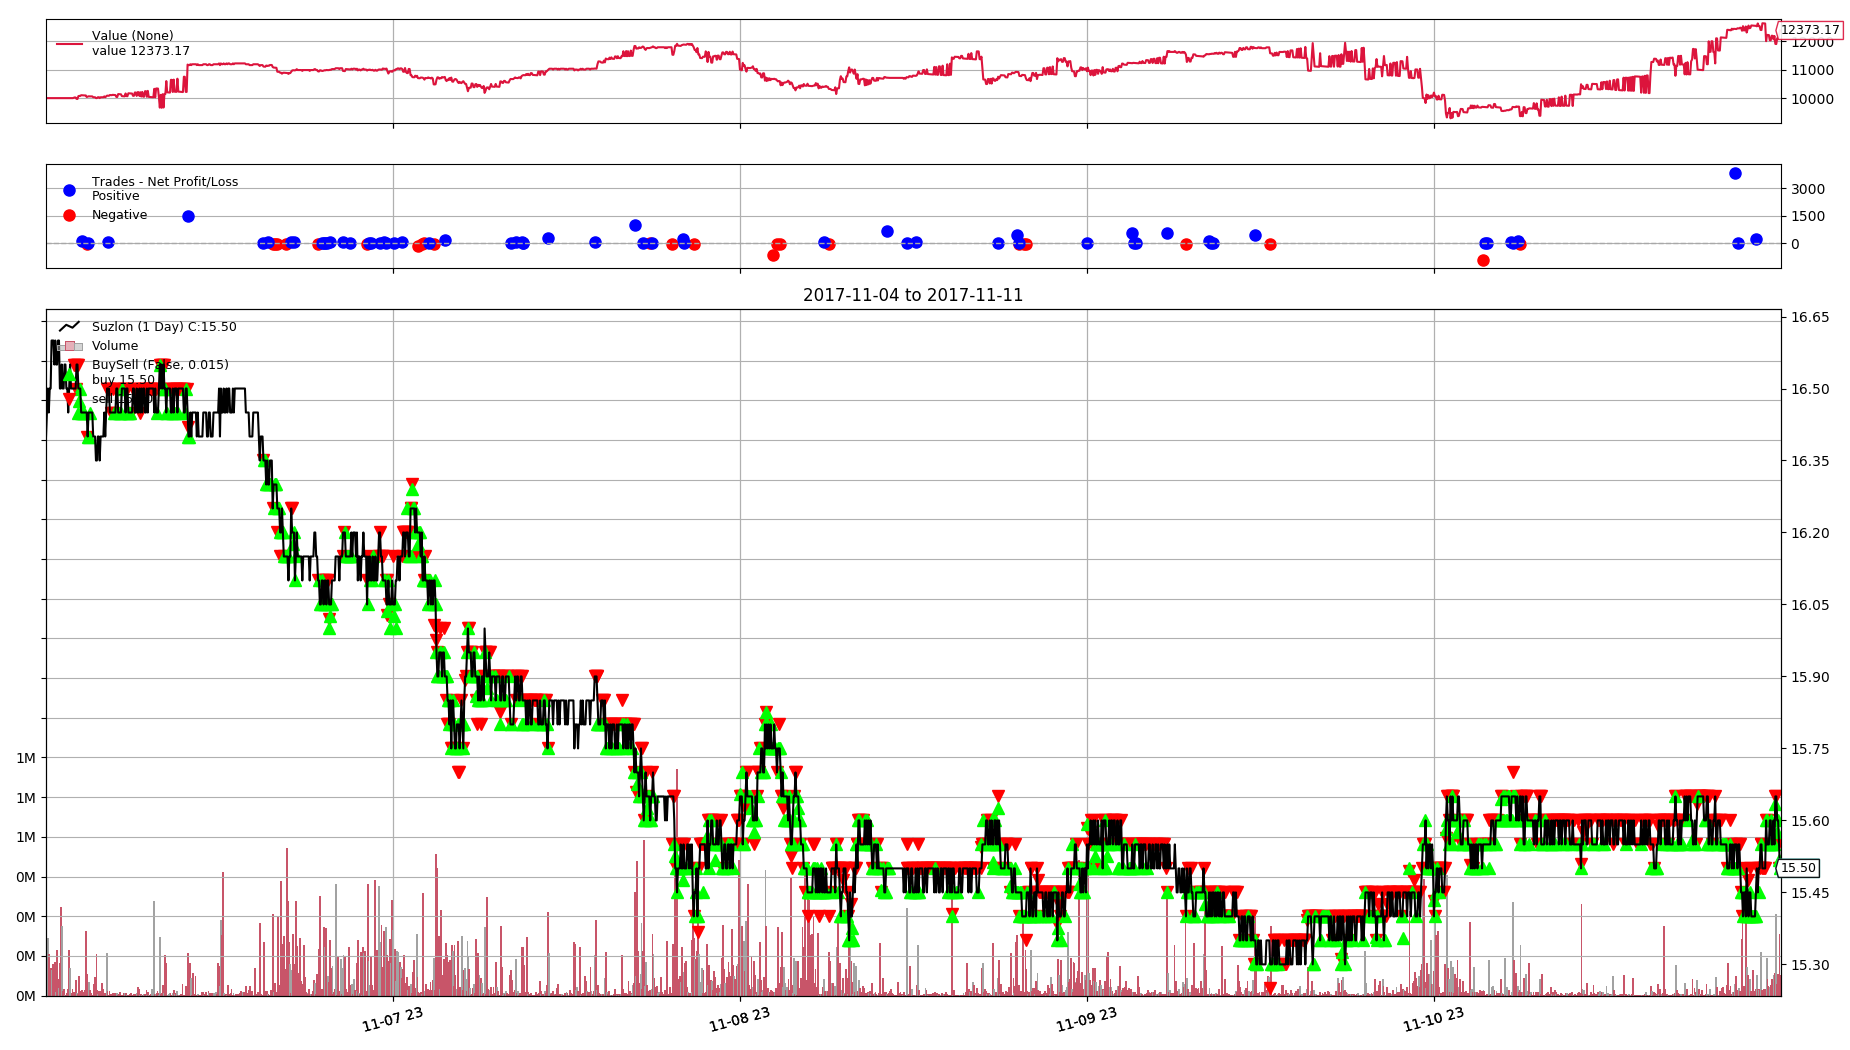 Value (None)
value 12373.17
12373.17
12000
11000
10000
Trades - Net Profit/Loss
Positive
Negative
3000
1500
0
2017-11-04 to 2017-11-11
Suzlon (1 Day) C:15.50
Volume
BuySell (False, 0.015)
buy 15.50
16.65
16.50
16.35
16.20
16.05
15.90
15.75
15.60
15.50
15.45
15.30
1M
1M
1M
0M
0M
0M
0M
11-07 23
11-08 23
11-09 23
11-10 23